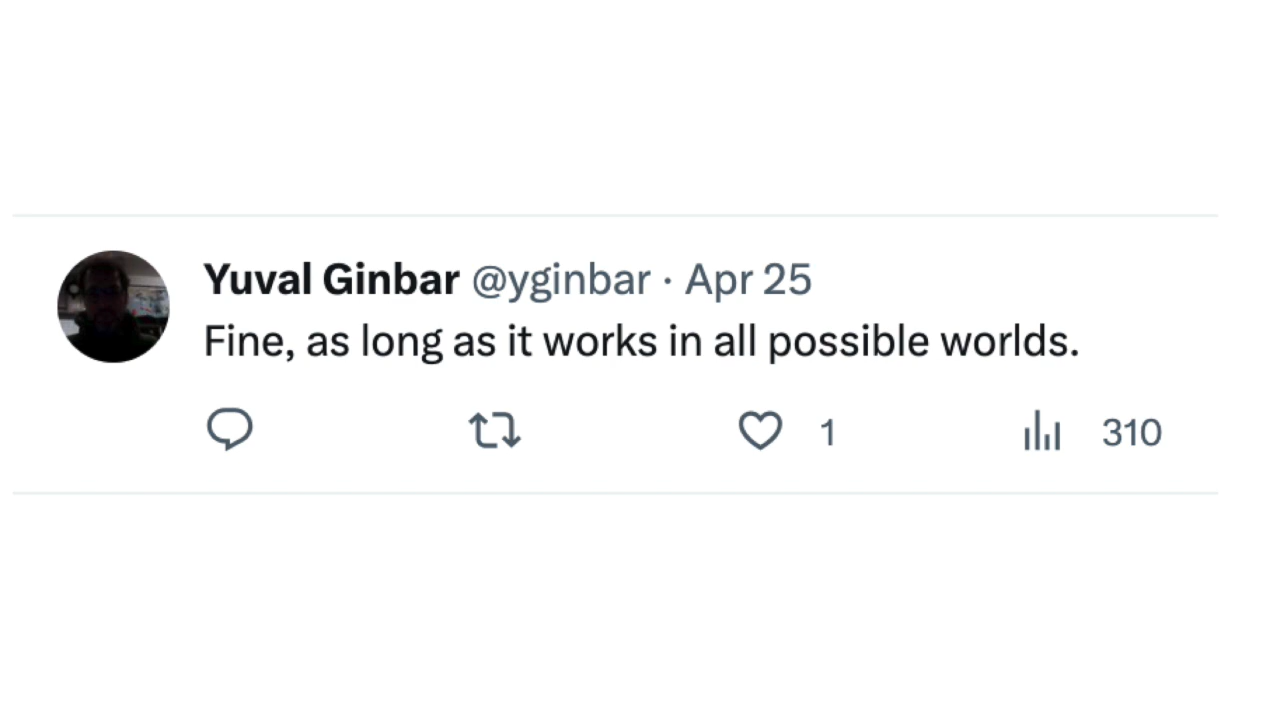 Yuval Ginbar @yginbar · Apr 25
Fine, as long as it works in all possible worlds.
1 310